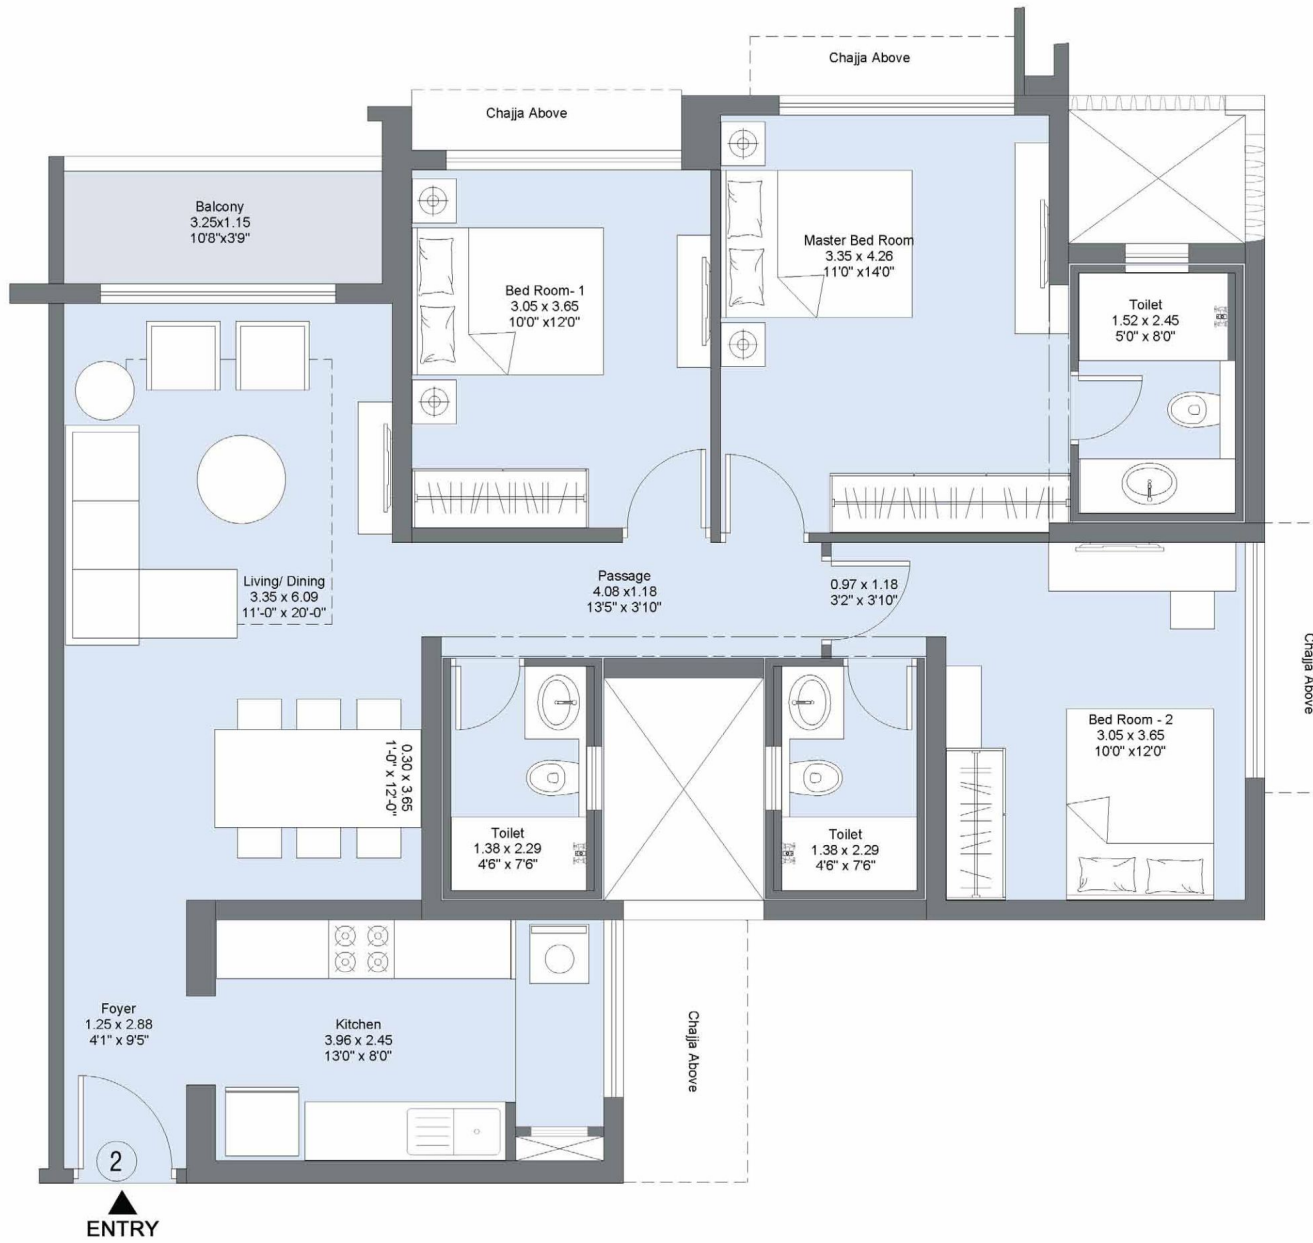 Chajja Above
Chajja Above
Balcony
3.25x1.15
10'8"x3'9"
Master Bed Room
3.35 x 4.26
11'0" x14'0"
Bed Room- 1
3.05 x 3.65
10'0" x12'0"
Toilet
1.52 x 2.45
5'0" x 8'0"
Living/ Dining
3.35 x 6.09
11'-0" x 20'-0"
Passage
4.08 x1.18
13'5" x 3'10"
0.97 x 1.18
3'2" x 3'10"
Chajja Above
0.30 x 3.65
1'-0" x 12'-0"
Bed Room - 2
3.05 x 3.65
10'0" x12'0"
Toilet
1.38 x 2.29
4'6" x 7'6"
Toilet
1.38 x 2.29
4'6" x 7'6"
Foyer
1.25 x 2.88
4'1" x 9'5"
Kitchen
3.96 x 2.45
13'0" x 8'0"
Chajja Above
2
ENTRY